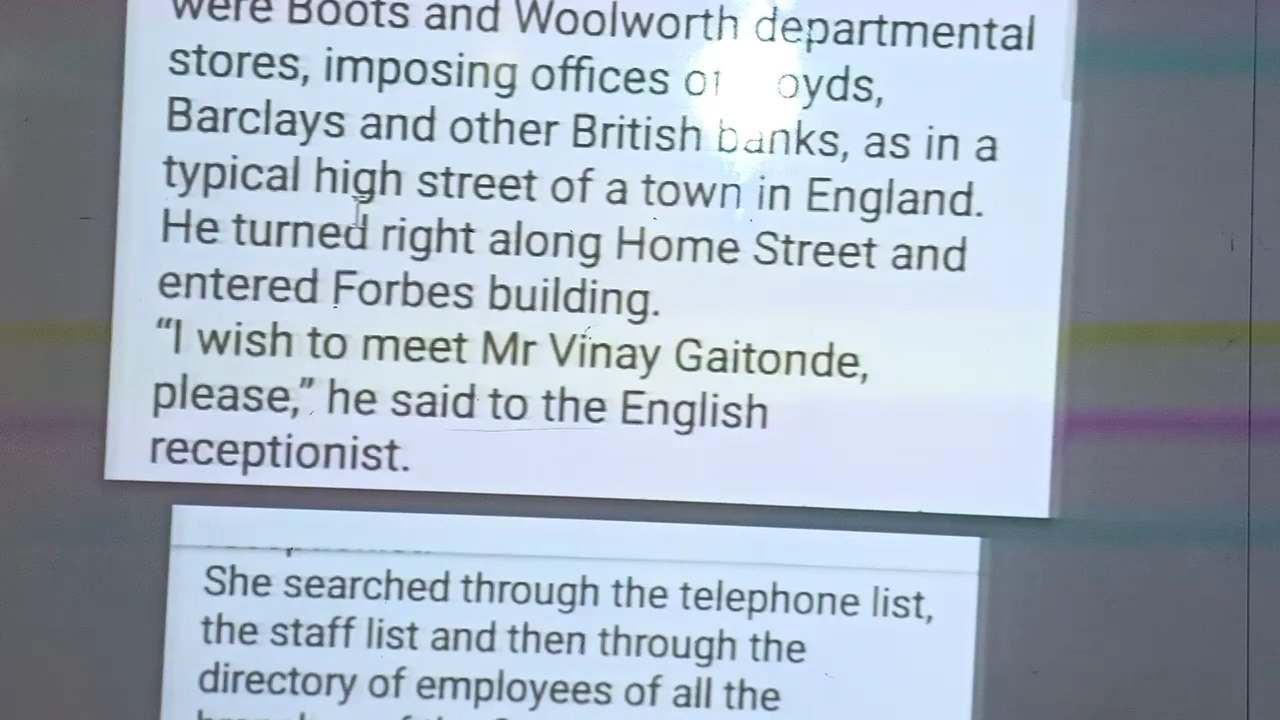 were Boots and Woolworth departmental
stores, imposing offices
Barclays and other British banks, as in a
typical high street of a town in England.
He turned right along Home Street and
entered Forbes building.
“I wish to meet Mr Vinay Gaitonde,
please,” he said to the English
receptionist.
She searched through the telephone list,
the staff list and then through the
directory of employees of all the